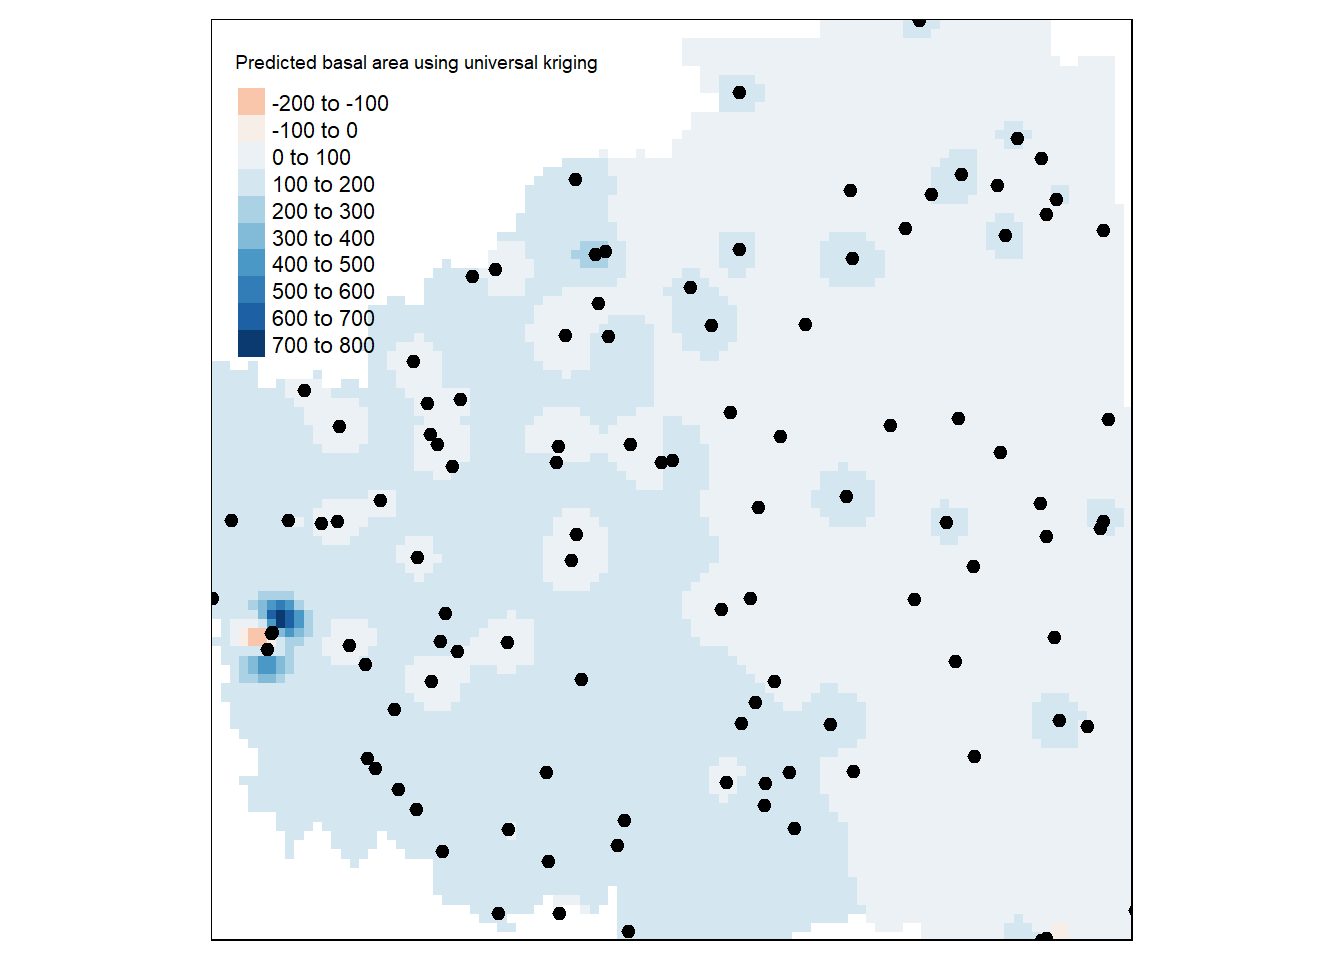 Predicted basal area using universal kriging
-200 to -100
-100 to 0
0 to 100
100 to 200
200 to 300
300 to 400
400 to 500
500 to 600
600 to 700
700 to 800